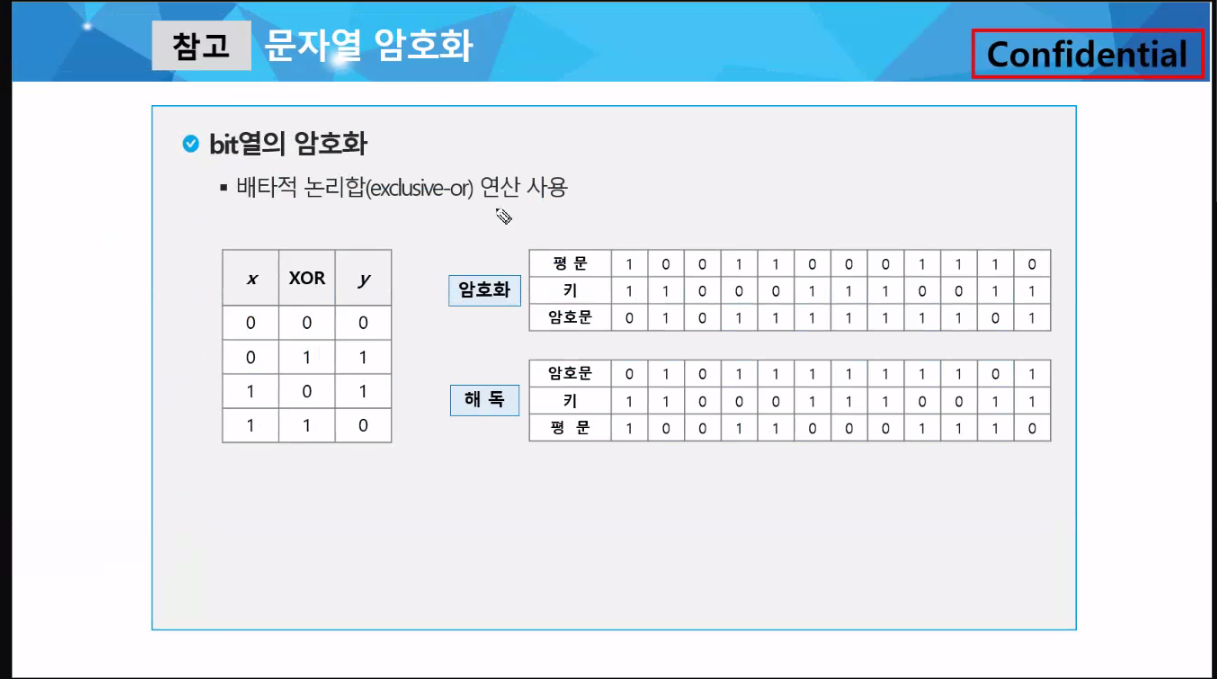 참고 문자열 암호화
Confidential
bit열의 암호화
배타적 논리합(exclusive-or) 연산 사용
x XOR y
0 0 0
0 1 1
1 0 1
1 1 0
암호화
평 문 1 0 0 1 1 0 0 0 1 1 1 0
키 1 1 0 0 0 1 1 1 0 0 1 1
암호문 0 1 0 1 1 1 1 1 1 1 0 1
해 독
암호문 0 1 0 1 1 1 1 1 1 1 0 1
키 1 1 0 0 0 1 1 1 0 0 1 1
평 문 1 0 0 1 1 0 0 0 1 1 1 0